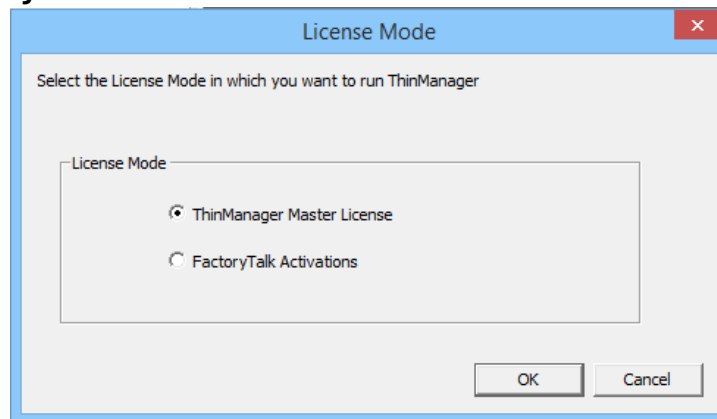 License Mode
Select the License Mode in which you want to run ThinManager
License Mode
ThinManager Master License
FactoryTalk Activations
OK Cancel